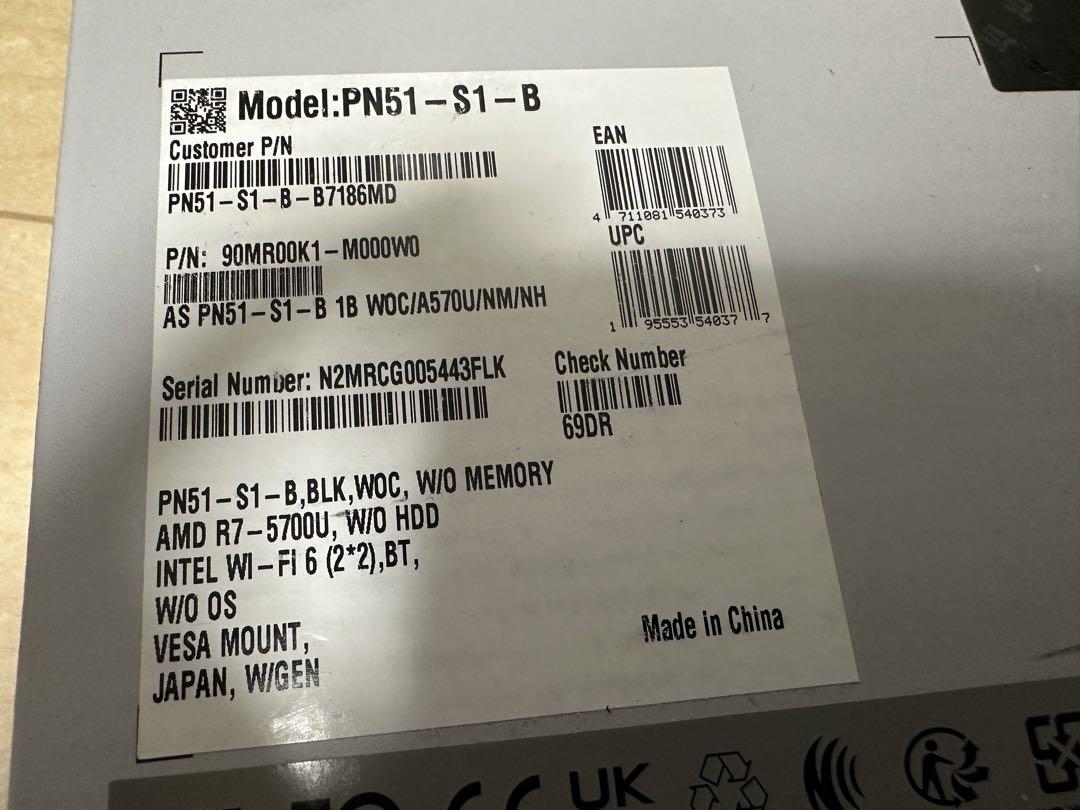 Model:PN51-S1-B
Customer P/N
PN51-S1-B-B7186MD
P/N: 90MR00K1-M000W0
AS PN51-S1-B 1B WOC/A570U/NM/NH
EAN
4 711081 540373
UPC
1 95553 54037 7
Serial Number: N2MRCG005443FLK
Check Number
69DR
PN51-S1-B,BLK,WOC, W/O MEMORY
AMD R7-5700U, W/O HDD
INTEL WI-FI 6 (2*2),BT,
W/O OS
VESA MOUNT,
JAPAN, W/GEN
Made in China
UK